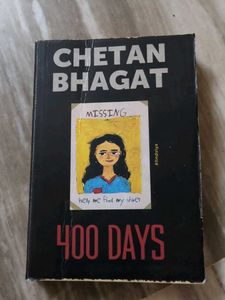 CHETAN
BHAGAT
MISSING
help me find my sister
400 DAYS